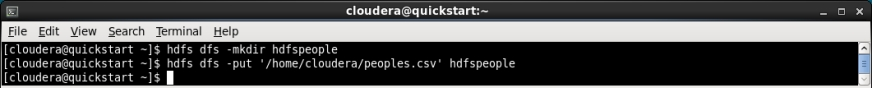 cloudera@quickstart:~
File Edit View Search Terminal Help
[cloudera@quickstart ~]$ hdfs dfs -mkdir hdfspeople
[cloudera@quickstart ~]$ hdfs dfs -put '/home/cloudera/peoples.csv' hdfspeople
[cloudera@quickstart ~]$